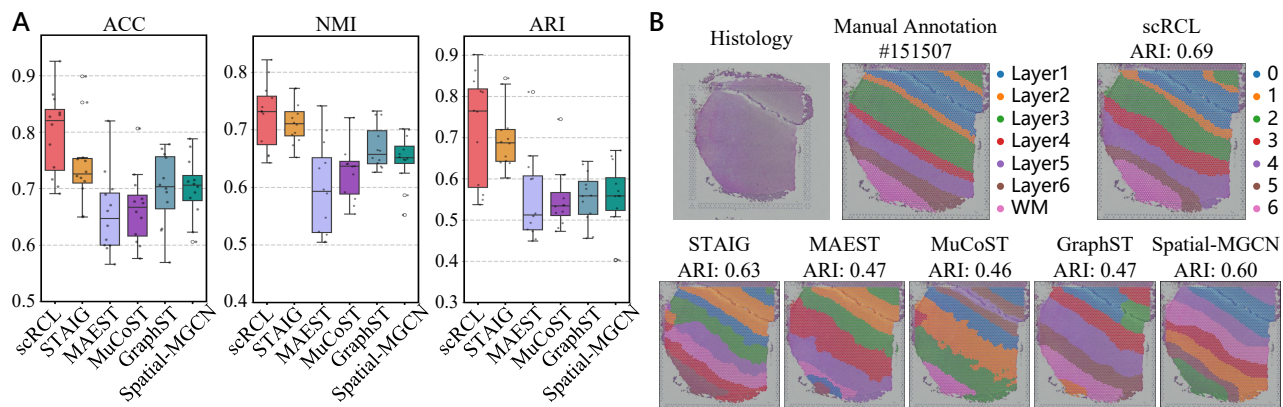 A
ACC
NMI
ARI
0.9
0.8
0.7
0.6
0.5
0.8
0.7
0.6
0.5
0.4
0.9
0.8
0.7
0.6
0.5
0.4
0.3
scRCL
STAIG
MAEST
MuCoST
GraphST
Spatial-MGCN
scRCL
STAIG
MAEST
MuCoST
GraphST
Spatial-MGCN
scRCL
STAIG
MAEST
MuCoST
GraphST
Spatial-MGCN
B
Histology
Manual Annotation
#151507
Layer1
Layer2
Layer3
Layer4
Layer5
Layer6
WM
scRCL
ARI: 0.69
0
1
2
3
4
5
6
STAIG
ARI: 0.63
MAEST
ARI: 0.47
MuCoST
ARI: 0.46
GraphST
ARI: 0.47
Spatial-MGCN
ARI: 0.60